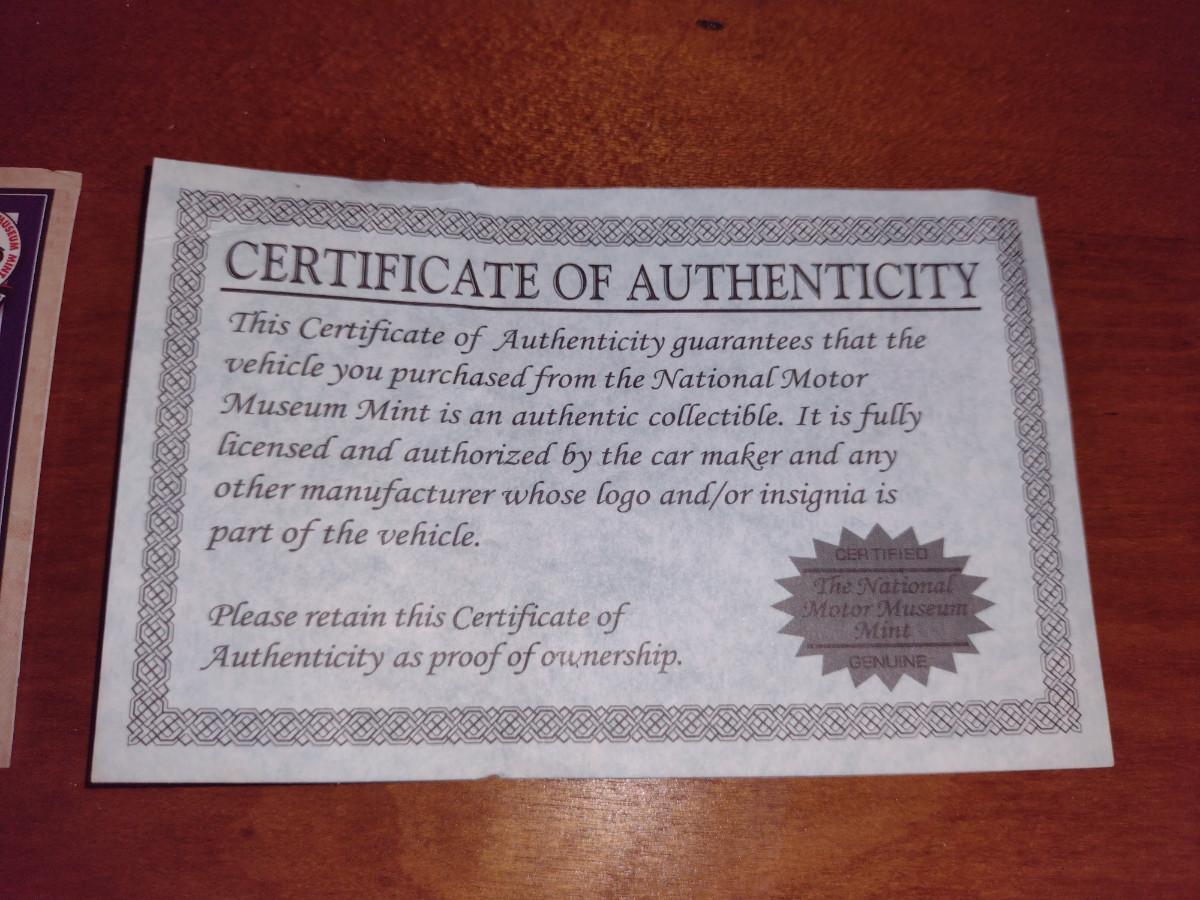 CERTIFICATE OF AUTHENTICITY
This Certificate of Authenticity guarantees that the
vehicle you purchased from the National Motor
Museum Mint is an authentic collectible. It is fully
licensed and authorized by the car maker and any
other manufacturer whose logo and/or insignia is
part of the vehicle.
Please retain this Certificate of
Authenticity as proof of ownership.
CERTIFIED
The National
Motor Museum
Mint
GENUINE
MUSEUM MINT